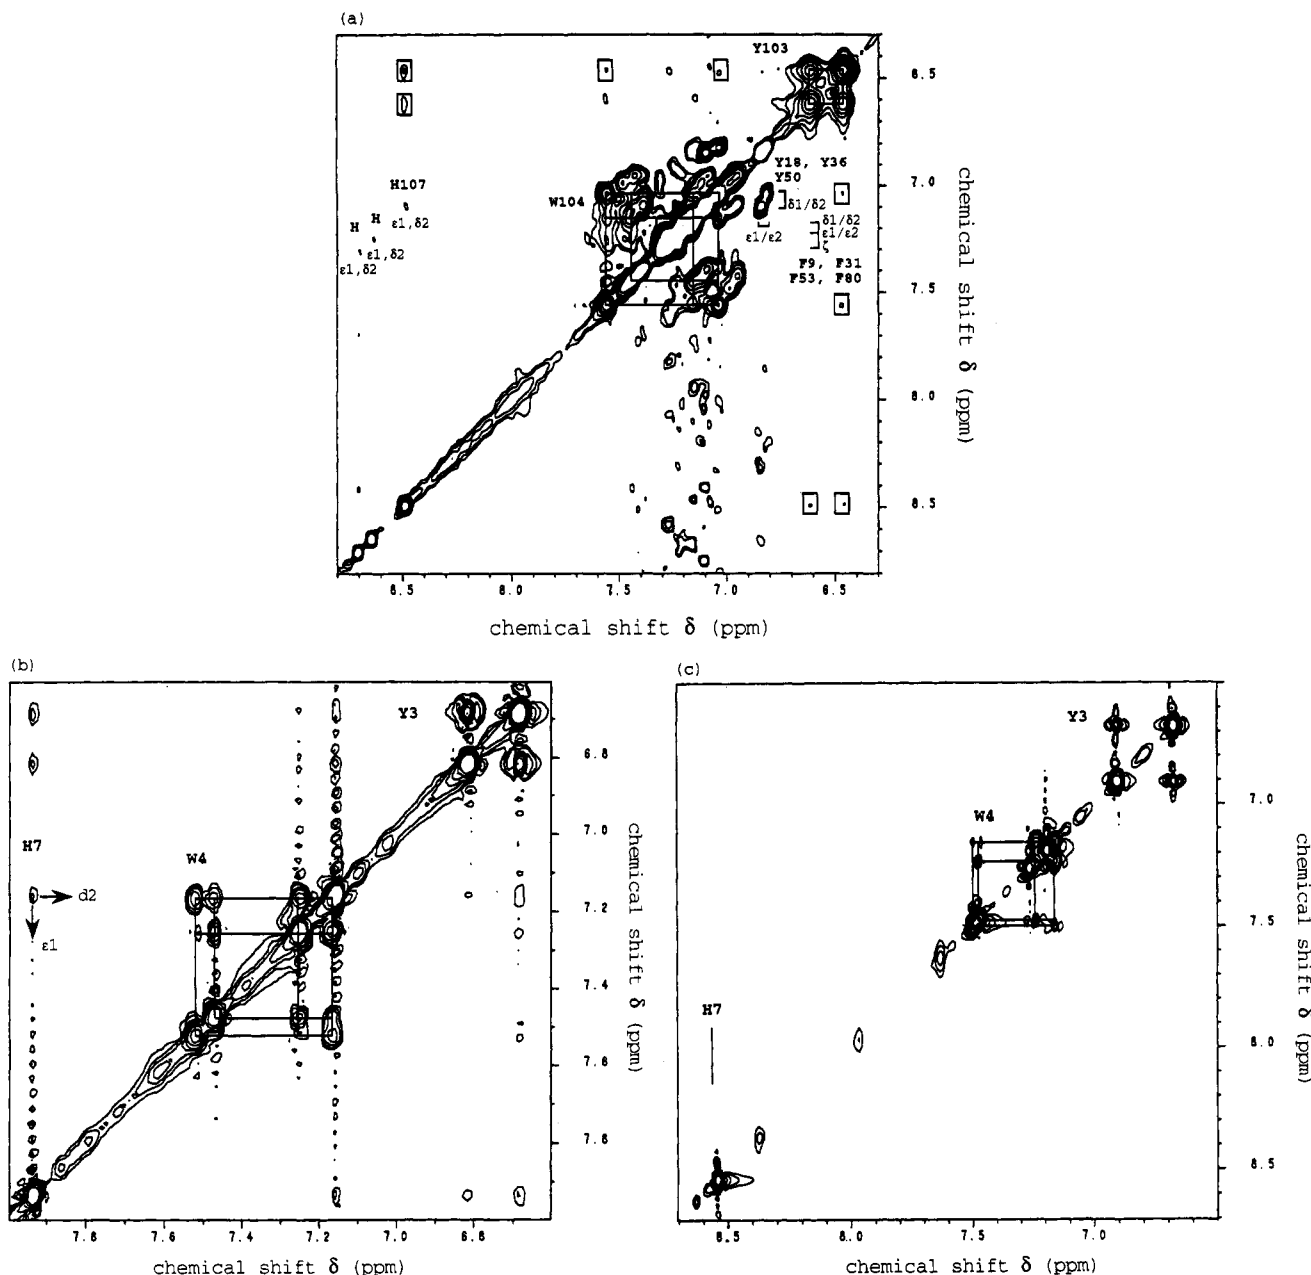 (a)
Y103
6.5
Y18, Y36
Y50
7.0
H107
δ1/δ2
W104
H
ε1,δ2
δ1/δ2
H
ε1/ε2
ε1/ε2
ε1,δ2
ζ
ε1,δ2
F9, F31
F53, F80
7.5
8.0
8.5
chemical shift δ (ppm)
8.5
8.0
7.5
7.0
6.5
chemical shift δ (ppm)
(b)
Y3
6.8
7.0
H7
W4
d2
7.2
ε1
7.4
7.6
7.8
chemical shift δ (ppm)
7.8
7.6
7.4
7.2
7.0
6.8
chemical shift δ (ppm)
(c)
Y3
7.0
W4
7.5
H7
8.0
8.5
chemical shift δ (ppm)
8.5
8.0
7.5
7.0
chemical shift δ (ppm)